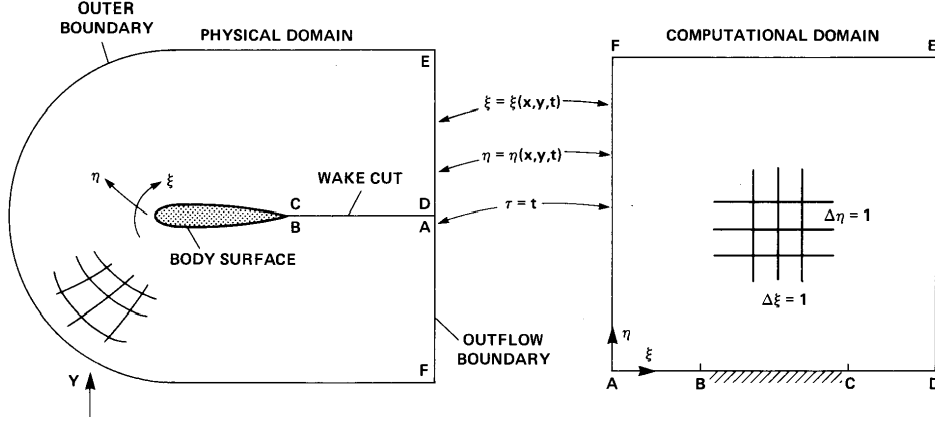 OUTER
BOUNDARY
PHYSICAL DOMAIN
COMPUTATIONAL DOMAIN
E
F
E
ξ = ξ(x,y,t)
η = η(x,y,t)
τ = t
η
ξ
WAKE CUT
C
D
B
A
BODY SURFACE
Δη = 1
Δξ = 1
OUTFLOW
BOUNDARY
F
Y
η
ξ
A
B
C
D